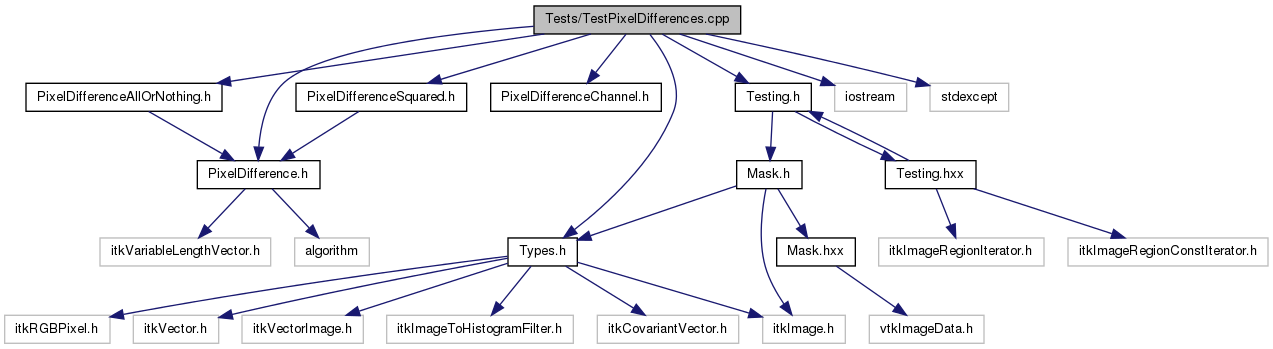 Tests/TestPixelDifferences.cpp
PixelDifferenceAllOrNothing.h
PixelDifferenceSquared.h
PixelDifferenceChannel.h
Testing.h
iostream
stdexcept
PixelDifference.h
Mask.h
Testing.hxx
itkVariableLengthVector.h
algorithm
Types.h
Mask.hxx
itkImageRegionIterator.h
itkImageRegionConstIterator.h
itkRGBPixel.h
itkVector.h
itkVectorImage.h
itkImageToHistogramFilter.h
itkCovariantVector.h
itkImage.h
vtkImageData.h